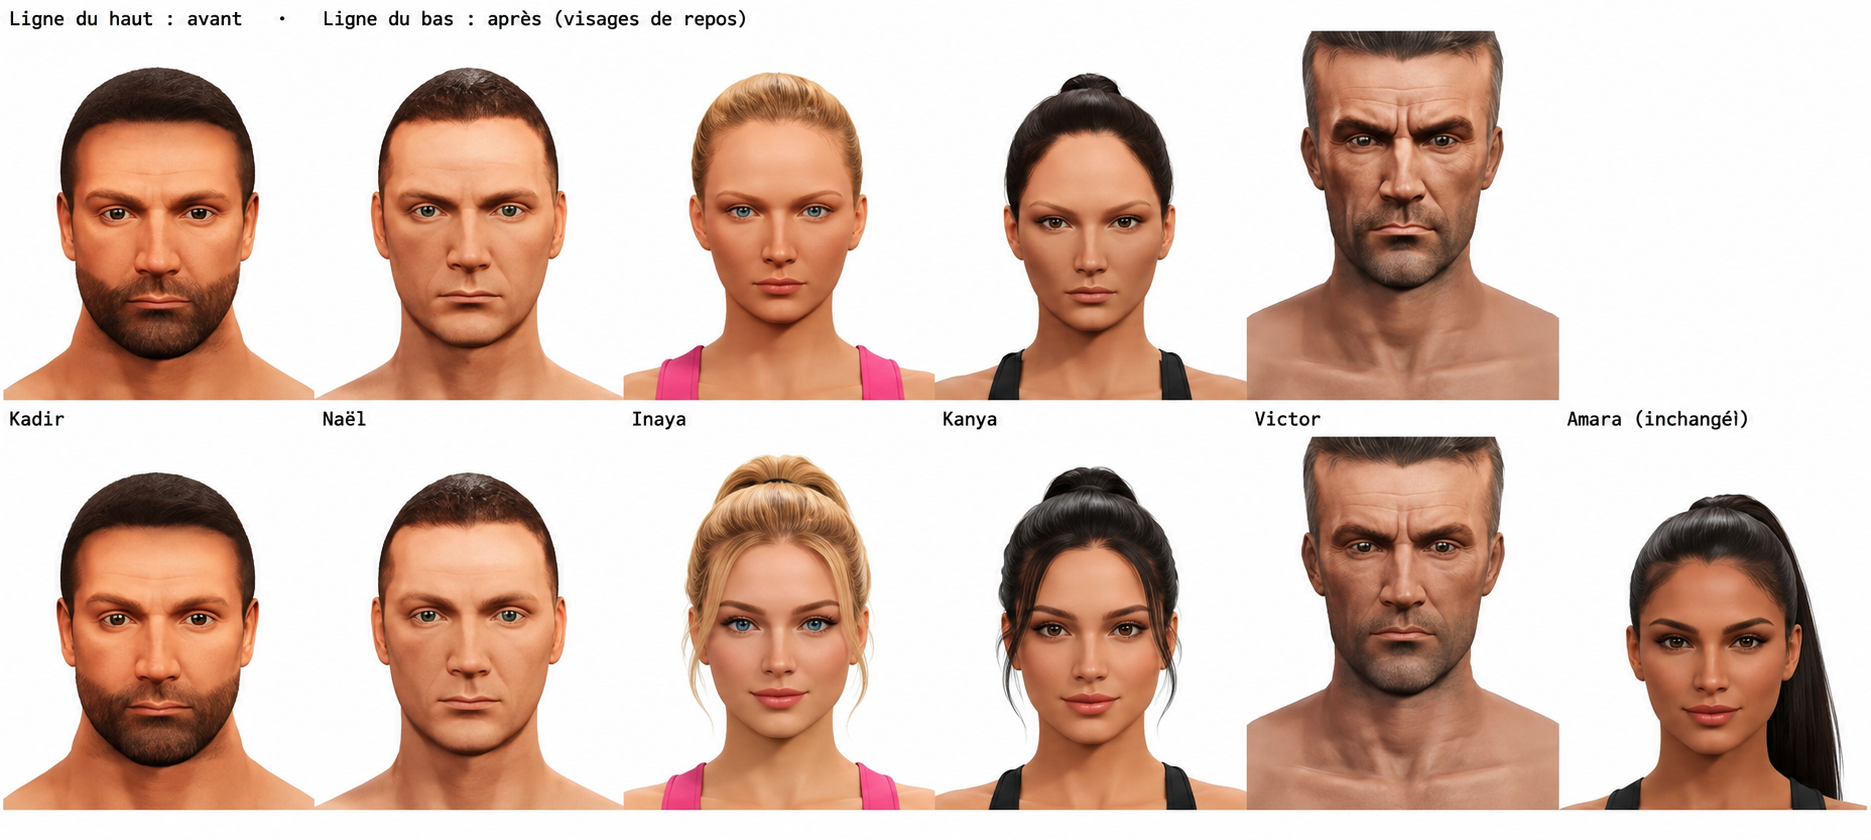 Ligne du haut : avant • Ligne du bas : après (visages de repos)
Kadir Naël Inaya Kanya Victor Amara (inchangé)